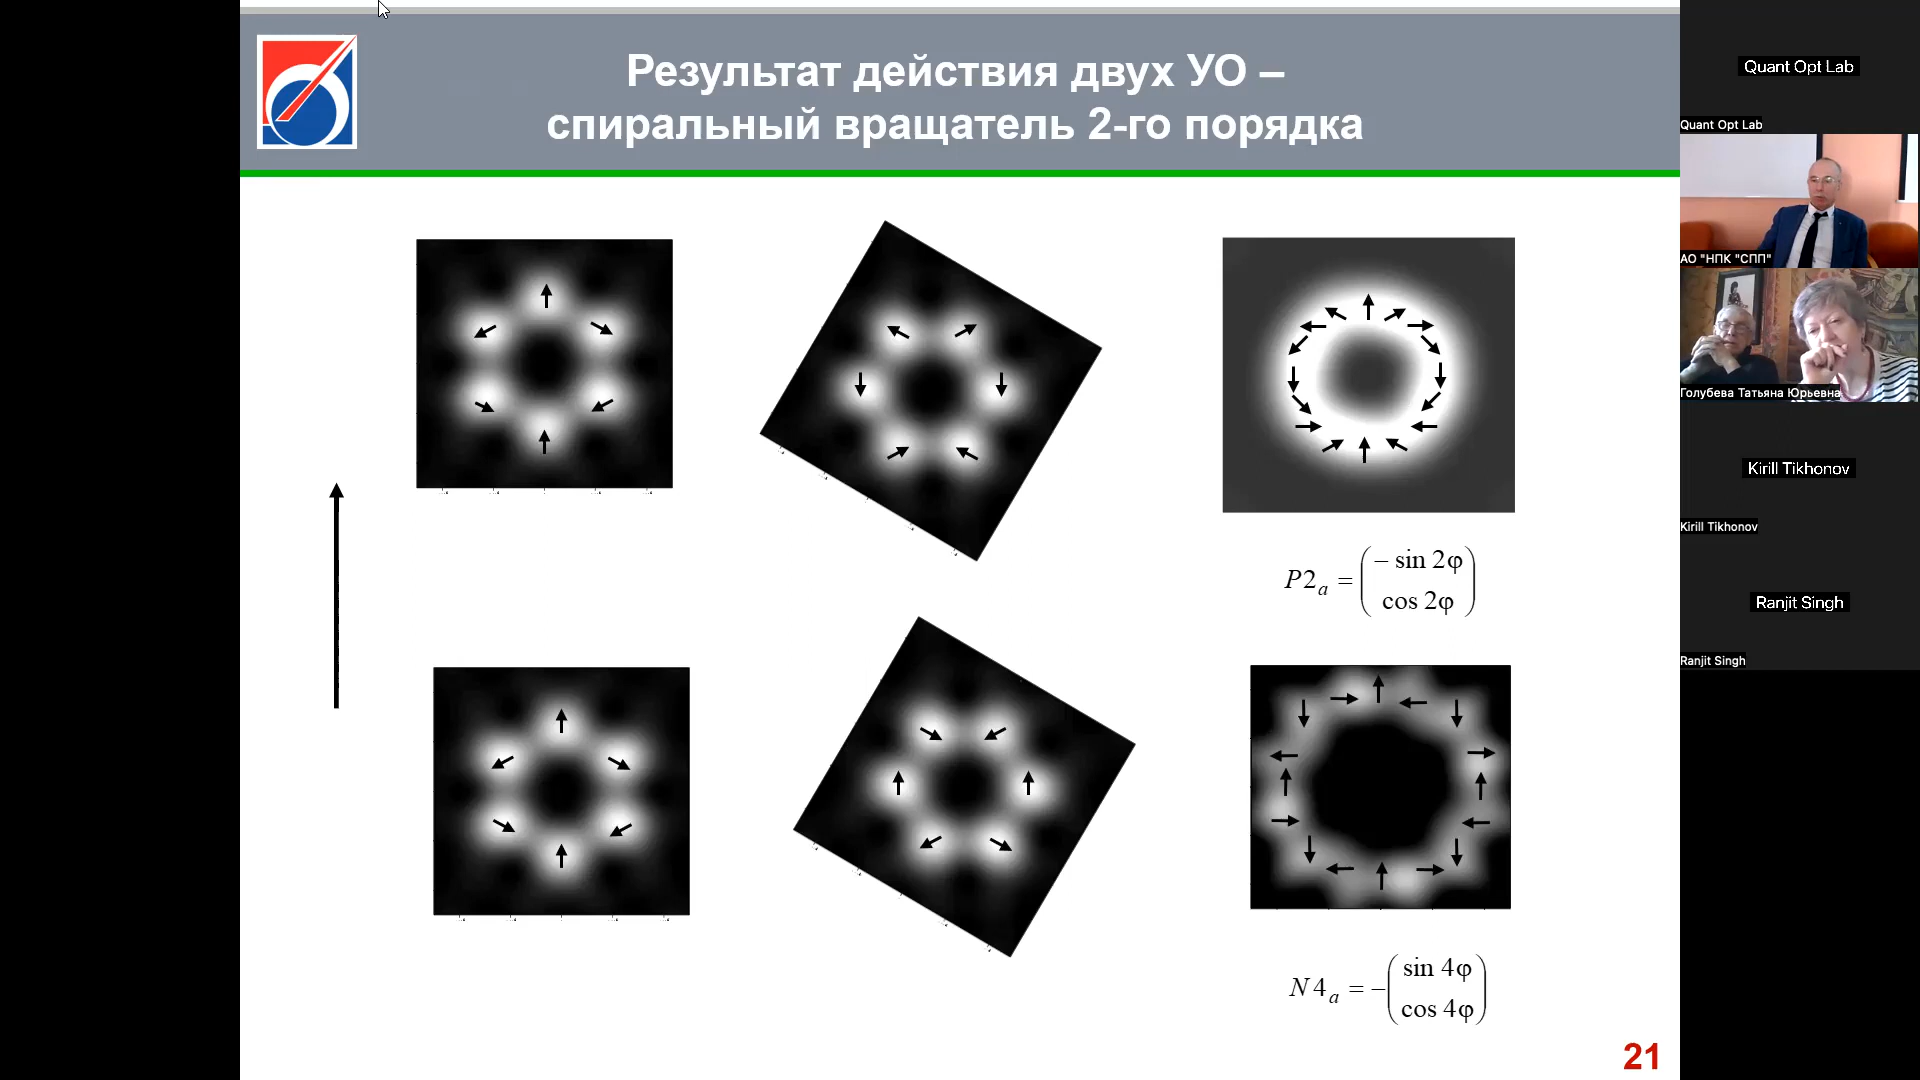 Результат действия двух УО –
спиральный вращатель 2-го порядка
P2a = ( – sin 2φ
cos 2φ )
N4a = – ( sin 4φ
cos 4φ )
21
Quant Opt Lab
Quant Opt Lab
АО "НПК "СПП"
Голубева Татьяна Юрьевна
Kirill Tikhonov
Kirill Tikhonov
Ranjit Singh
Ranjit Singh